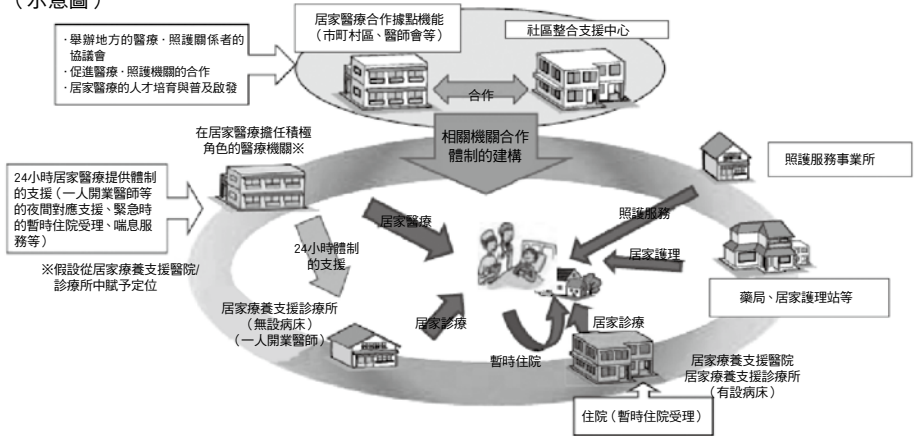 （示意圖）
居家醫療合作據點機能
（市町村區、醫師會等）
社區整合支援中心
·舉辦地方的醫療·照護關係者的
協議會
·促進醫療·照護機關的合作
·居家醫療的人才培育與普及啟發
合作
相關機關合作
體制的建構
在居家醫療擔任積極
角色的醫療機關※
照護服務事業所
24小時居家醫療提供體制
的支援（一人開業醫師等
的夜間對應支援、緊急時
的暫時住院受理、喘息服
務等）
居家醫療
照護服務
24小時體制
的支援
居家護理
※假設從居家療養支援醫院/
診療所中賦予定位
藥局、居家護理站等
居家療養支援診療所
（無設病床）
（一人開業醫師）
居家診療
居家診療
暫時住院
居家療養支援醫院
居家療養支援診療所
（有設病床）
住院（暫時住院受理）